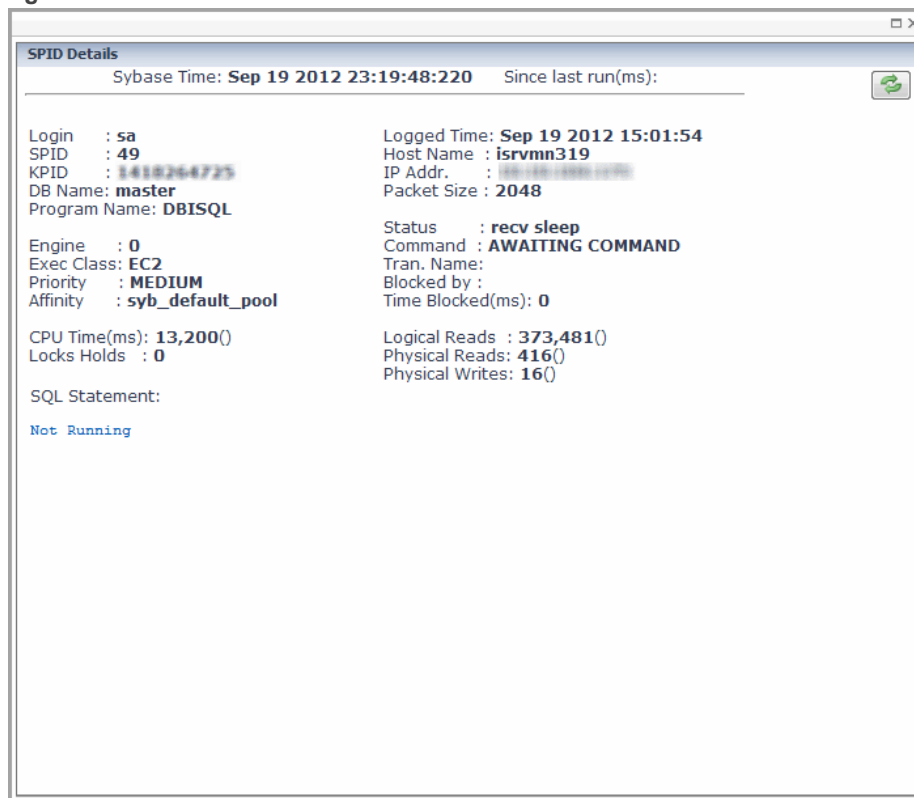 SPID Details
Sybase Time: Sep 19 2012 23:19:48:220 Since last run(ms):
Login : sa
SPID : 49
KPID :
DB Name: master
Program Name: DBISQL
Engine : 0
Exec Class: EC2
Priority : MEDIUM
Affinity : syb_default_pool
CPU Time(ms): 13,200()
Locks Holds : 0
Logged Time: Sep 19 2012 15:01:54
Host Name : isrvmn319
IP Addr. :
Packet Size : 2048
Status : recv sleep
Command : AWAITING COMMAND
Tran. Name:
Blocked by :
Time Blocked(ms): 0
Logical Reads : 373,481()
Physical Reads: 416()
Physical Writes: 16()
SQL Statement:
Not Running